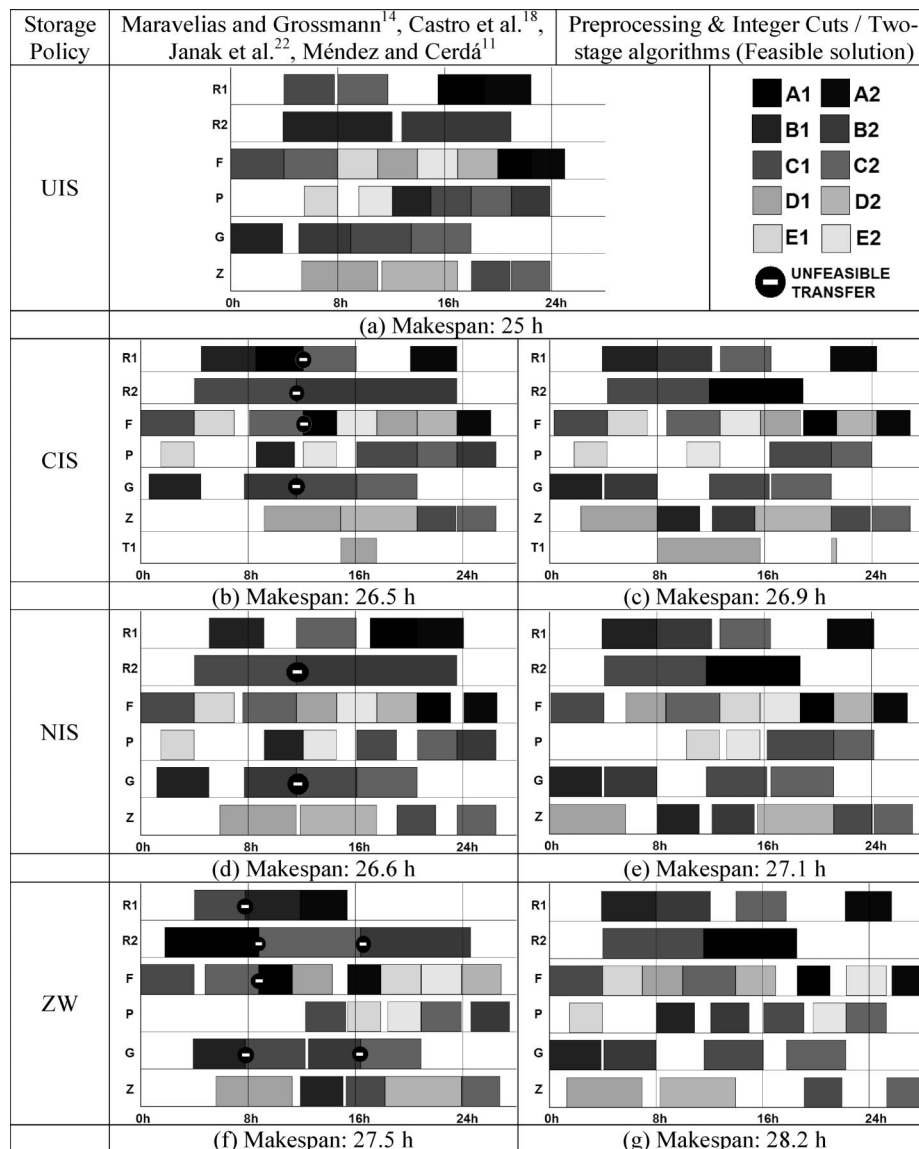 Storage Policy
Maravelias and Grossmann14, Castro et al.18, Janak et al.22, Méndez and Cerdá11
Preprocessing & Integer Cuts / Two-stage algorithms (Feasible solution)
UIS
R1
R2
F
P
G
Z
0h 8h 16h 24h
A1 A2
B1 B2
C1 C2
D1 D2
E1 E2
UNFEASIBLE
TRANSFER
(a) Makespan: 25 h
CIS
R1
R2
F
P
G
Z
T1
0h 8h 16h 24h
R1
R2
F
P
G
Z
T1
0h 8h 16h 24h
(b) Makespan: 26.5 h
(c) Makespan: 26.9 h
NIS
R1
R2
F
P
G
Z
0h 8h 16h 24h
R1
R2
F
P
G
Z
0h 8h 16h 24h
(d) Makespan: 26.6 h
(e) Makespan: 27.1 h
ZW
R1
R2
F
P
G
Z
0h 8h 16h 24h
R1
R2
F
P
G
Z
0h 8h 16h 24h
(f) Makespan: 27.5 h
(g) Makespan: 28.2 h